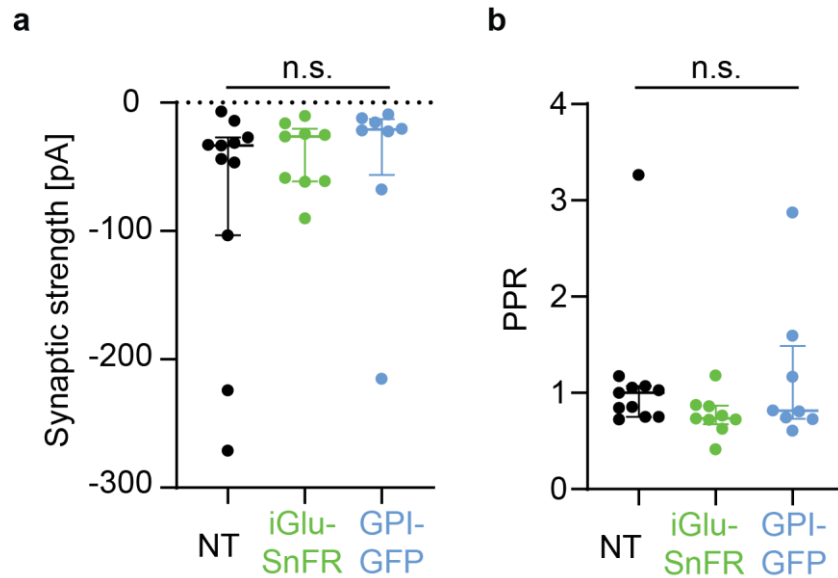 a
n.s.
Synaptic strength [pA]
0
-100
-200
-300
NT
iGlu-
SnFR
GPI-
GFP
b
n.s.
PPR
4
3
2
1
0
NT
iGlu-
SnFR
GPI-
GFP